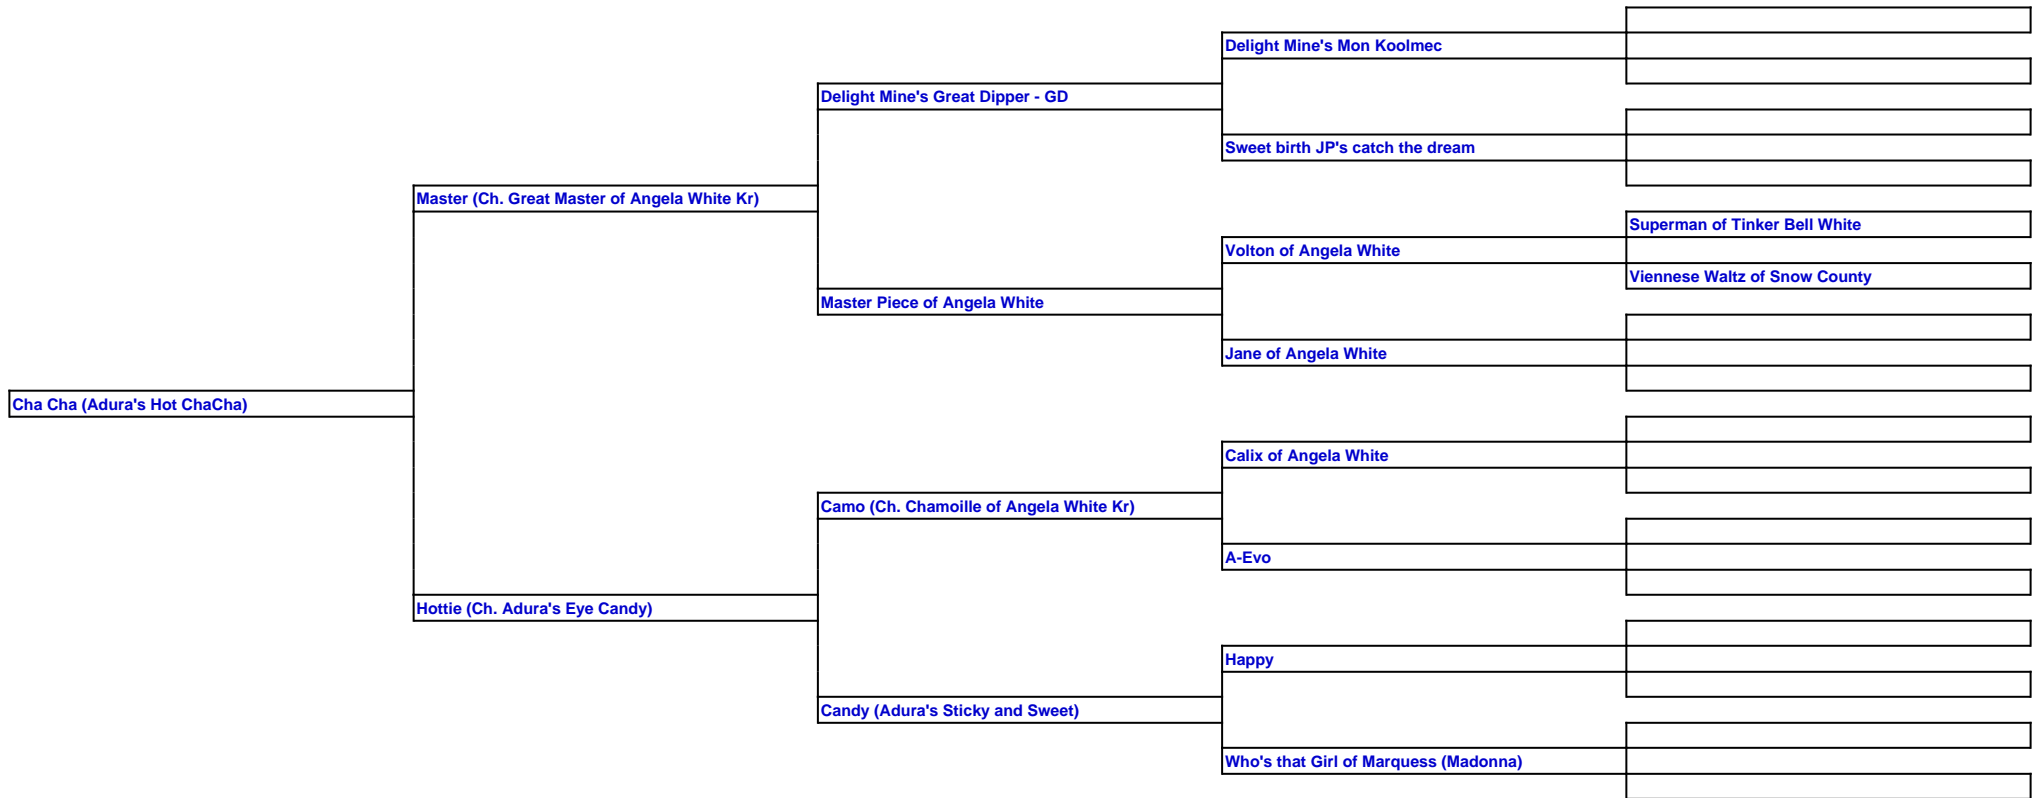 Delight Mine's Mon Koolmec
Delight Mine's Great Dipper - GD
Sweet birth JP's catch the dream
Master (Ch. Great Master of Angela White Kr)
Superman of Tinker Bell White
Volton of Angela White
Viennese Waltz of Snow County
Master Piece of Angela White
Jane of Angela White
Cha Cha (Adura's Hot ChaCha)
Calix of Angela White
Camo (Ch. Chamoille of Angela White Kr)
A-Evo
Hottie (Ch. Adura's Eye Candy)
Happy
Candy (Adura's Sticky and Sweet)
Who's that Girl of Marquess (Madonna)